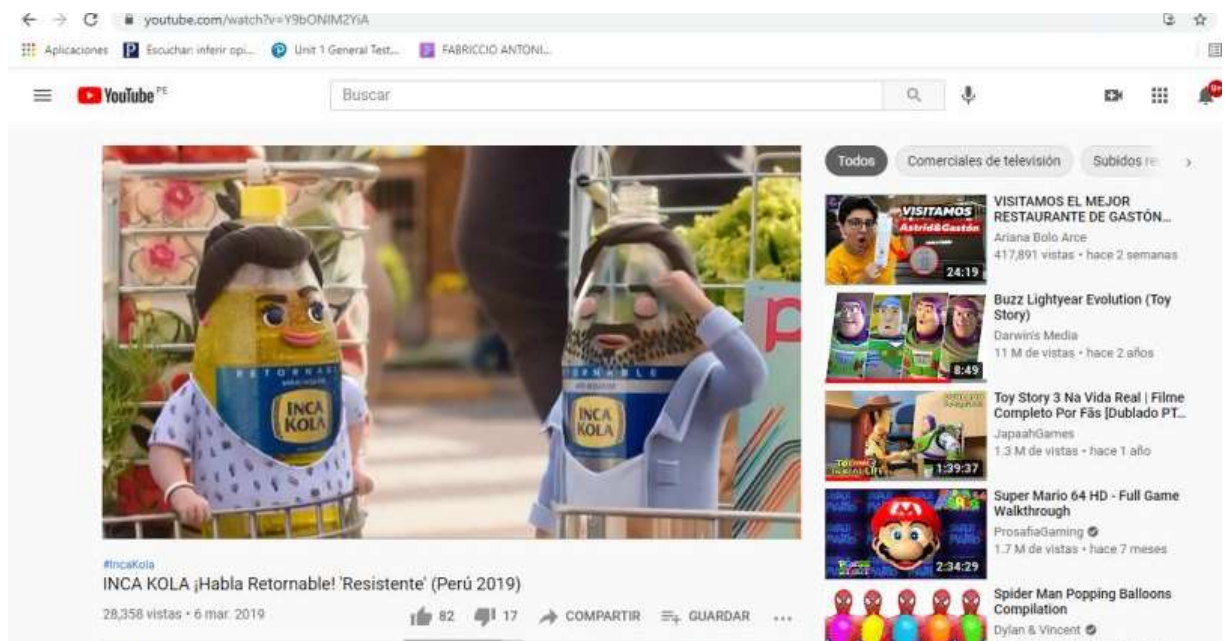 youtube.com/watch?v=Y9bONIM2YiA
Aplicaciones
Escuchar: inferir opi...
Unit 1 General Test...
FABRICCIO ANTONI...
YouTube PE
Buscar
9+
RETORNABLE
INCA
KOLA
RETORNABLE
INCA
KOLA
#IncaKola
INCA KOLA ¡Habla Retornable! 'Resistente' (Perú 2019)
28,358 vistas • 6 mar. 2019
82
17
COMPARTIR
GUARDAR
Todos
Comerciales de televisión
Subidos re
VISITAMOS
Astrid&Gastón
24:19
VISITAMOS EL MEJOR
RESTAURANTE DE GASTÓN...
Ariana Bolo Arce
417,891 vistas • hace 2 semanas
8:49
Buzz Lightyear Evolution (Toy
Story)
Darwin's Media
11 M de vistas • hace 2 años
1:39:37
Toy Story 3 Na Vida Real | Filme
Completo Por Fãs [Dublado PT...
JapaahGames
1.3 M de vistas • hace 1 año
2:34:29
Super Mario 64 HD - Full Game
Walkthrough
ProsafiaGaming
1.7 M de vistas • hace 7 meses
Spider Man Popping Balloons
Compilation
Dylan & Vincent